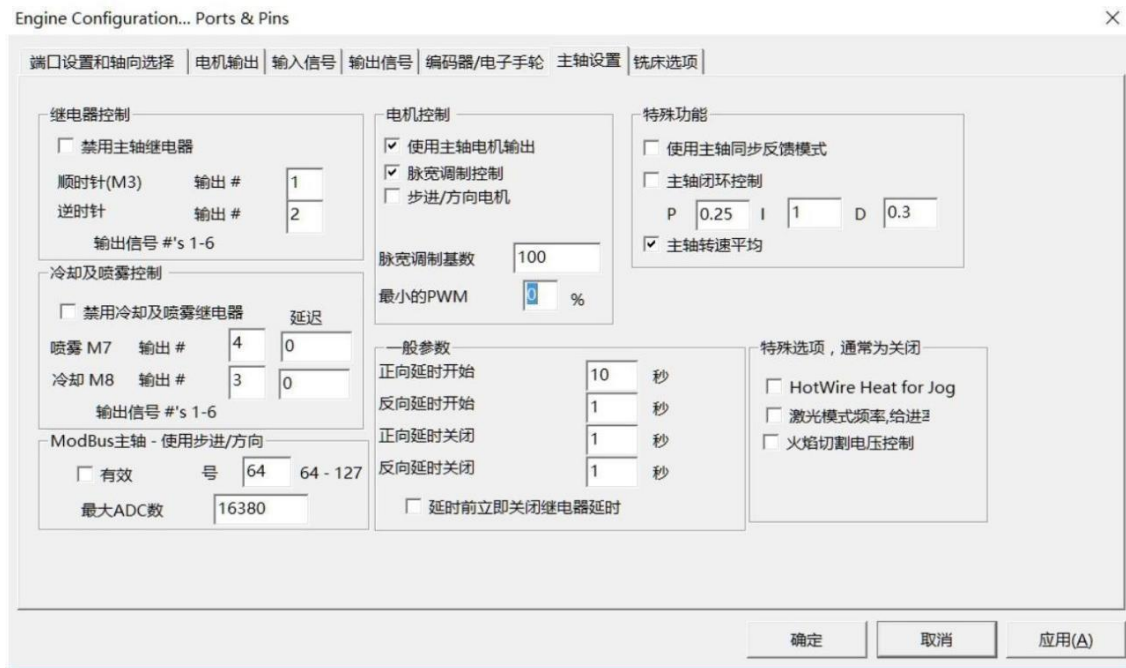 Engine Configuration... Ports & Pins
端口设置和轴向选择 电机输出 输入信号 输出信号 编码器/电子手轮 主轴设置 铣床选项
继电器控制
禁用主轴继电器
顺时针(M3) 输出 # 1
逆时针 输出 # 2
输出信号 #'s 1-6
冷却及喷雾控制
禁用冷却及喷雾继电器 延迟
喷雾 M7 输出 # 4 0
冷却 M8 输出 # 3 0
输出信号 #'s 1-6
ModBus主轴 - 使用步进/方向
有效 号 64 64 - 127
最大ADC数 16380
电机控制
使用主轴电机输出
脉宽调制控制
步进/方向电机
脉宽调制基数 100
最小的PWM 0 %
一般参数
正向延时开始 10 秒
反向延时开始 1 秒
正向延时关闭 1 秒
反向延时关闭 1 秒
延时前立即关闭继电器延时
特殊功能
使用主轴同步反馈模式
主轴闭环控制
P 0.25 I 1 D 0.3
主轴转速平均
特殊选项，通常为关闭
HotWire Heat for Jog
激光模式频率,给进
火焰切割电压控制
确定 取消 应用(A)